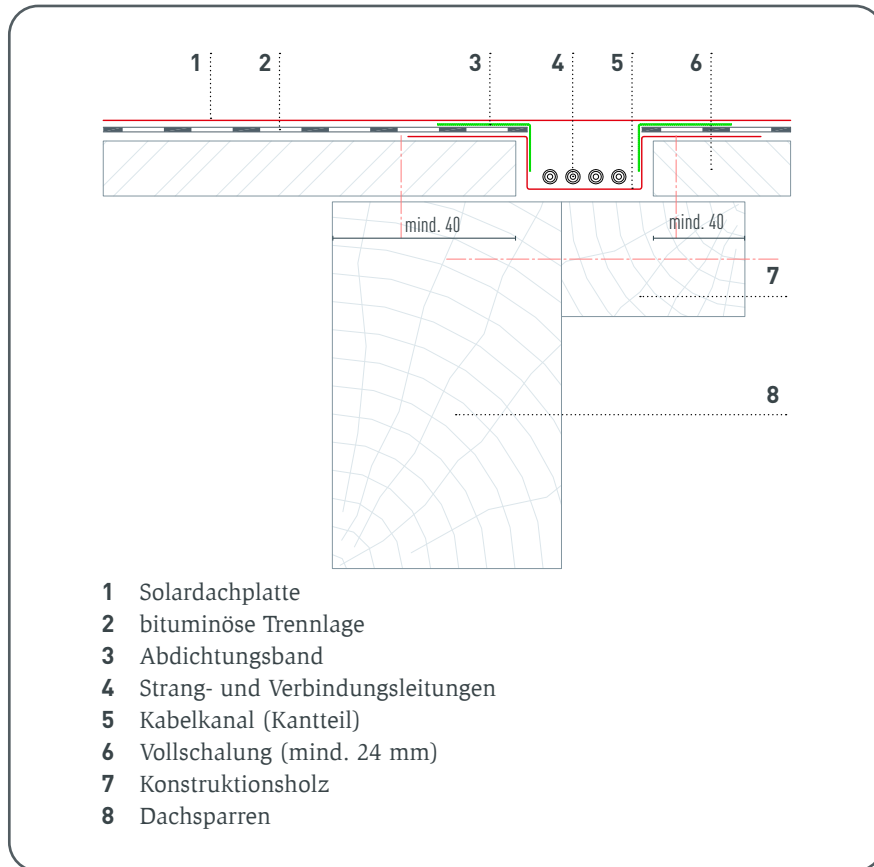 1 2 3 4 5 6
mind. 40 mind. 40
7
8
1 Solardachplatte
2 bituminöse Trennlage
3 Abdichtungsband
4 Strang- und Verbindungsleitungen
5 Kabelkanal (Kantteil)
6 Vollschalung (mind. 24 mm)
7 Konstruktionsholz
8 Dachsparren